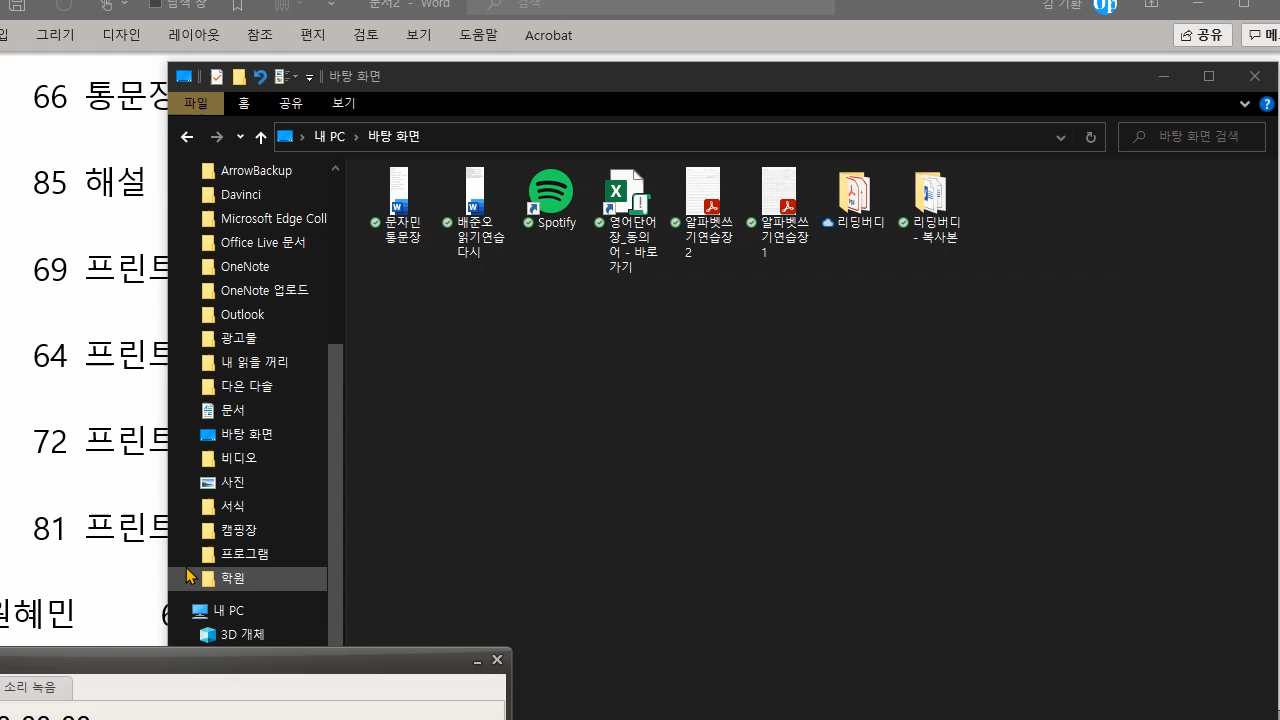 탐색 창
문서2 - Word
검색
김 기환
입 그리기 디자인 레이아웃 참조 편지 검토 보기 도움말 Acrobat
공유
66 통문장
85 해설
69 프린트
64 프린트
72 프린트
81 프린트
원혜민
바탕 화면
파일 홈 공유 보기
내 PC 바탕 화면
바탕 화면 검색
ArrowBackup
Davinci
Microsoft Edge Coll
Office Live 문서
OneNote
OneNote 업로드
Outlook
광고물
내 읽을 꺼리
다은 다솔
문서
바탕 화면
비디오
사진
서식
캠핑장
프로그램
학원
내 PC
3D 개체
문자민
통문장
배준오
읽기연습
다시
Spotify
영어단어
장_동의
어 - 바로
가기
알파벳쓰
기연습장
2
알파벳쓰
기연습장
1
리딩버디
리딩버디
- 복사본
소리 녹음